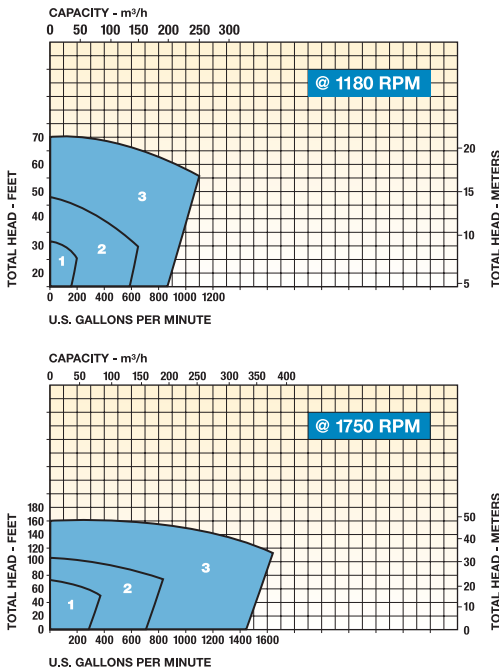 CAPACITY - m³/h
0 50 100 150 200 250 300
@ 1180 RPM
TOTAL HEAD - FEET
70
60
50
40
30
20
1
2
3
20
15
10
5
TOTAL HEAD - METERS
0 200 400 600 800 1000 1200
U.S. GALLONS PER MINUTE
CAPACITY - m³/h
0 50 100 150 200 250 300 330 400
@ 1750 RPM
TOTAL HEAD - FEET
180
160
140
120
100
80
60
40
20
0
1
2
3
50
40
30
20
10
0
TOTAL HEAD - METERS
0 200 400 600 800 1000 1200 1400 1600
U.S. GALLONS PER MINUTE